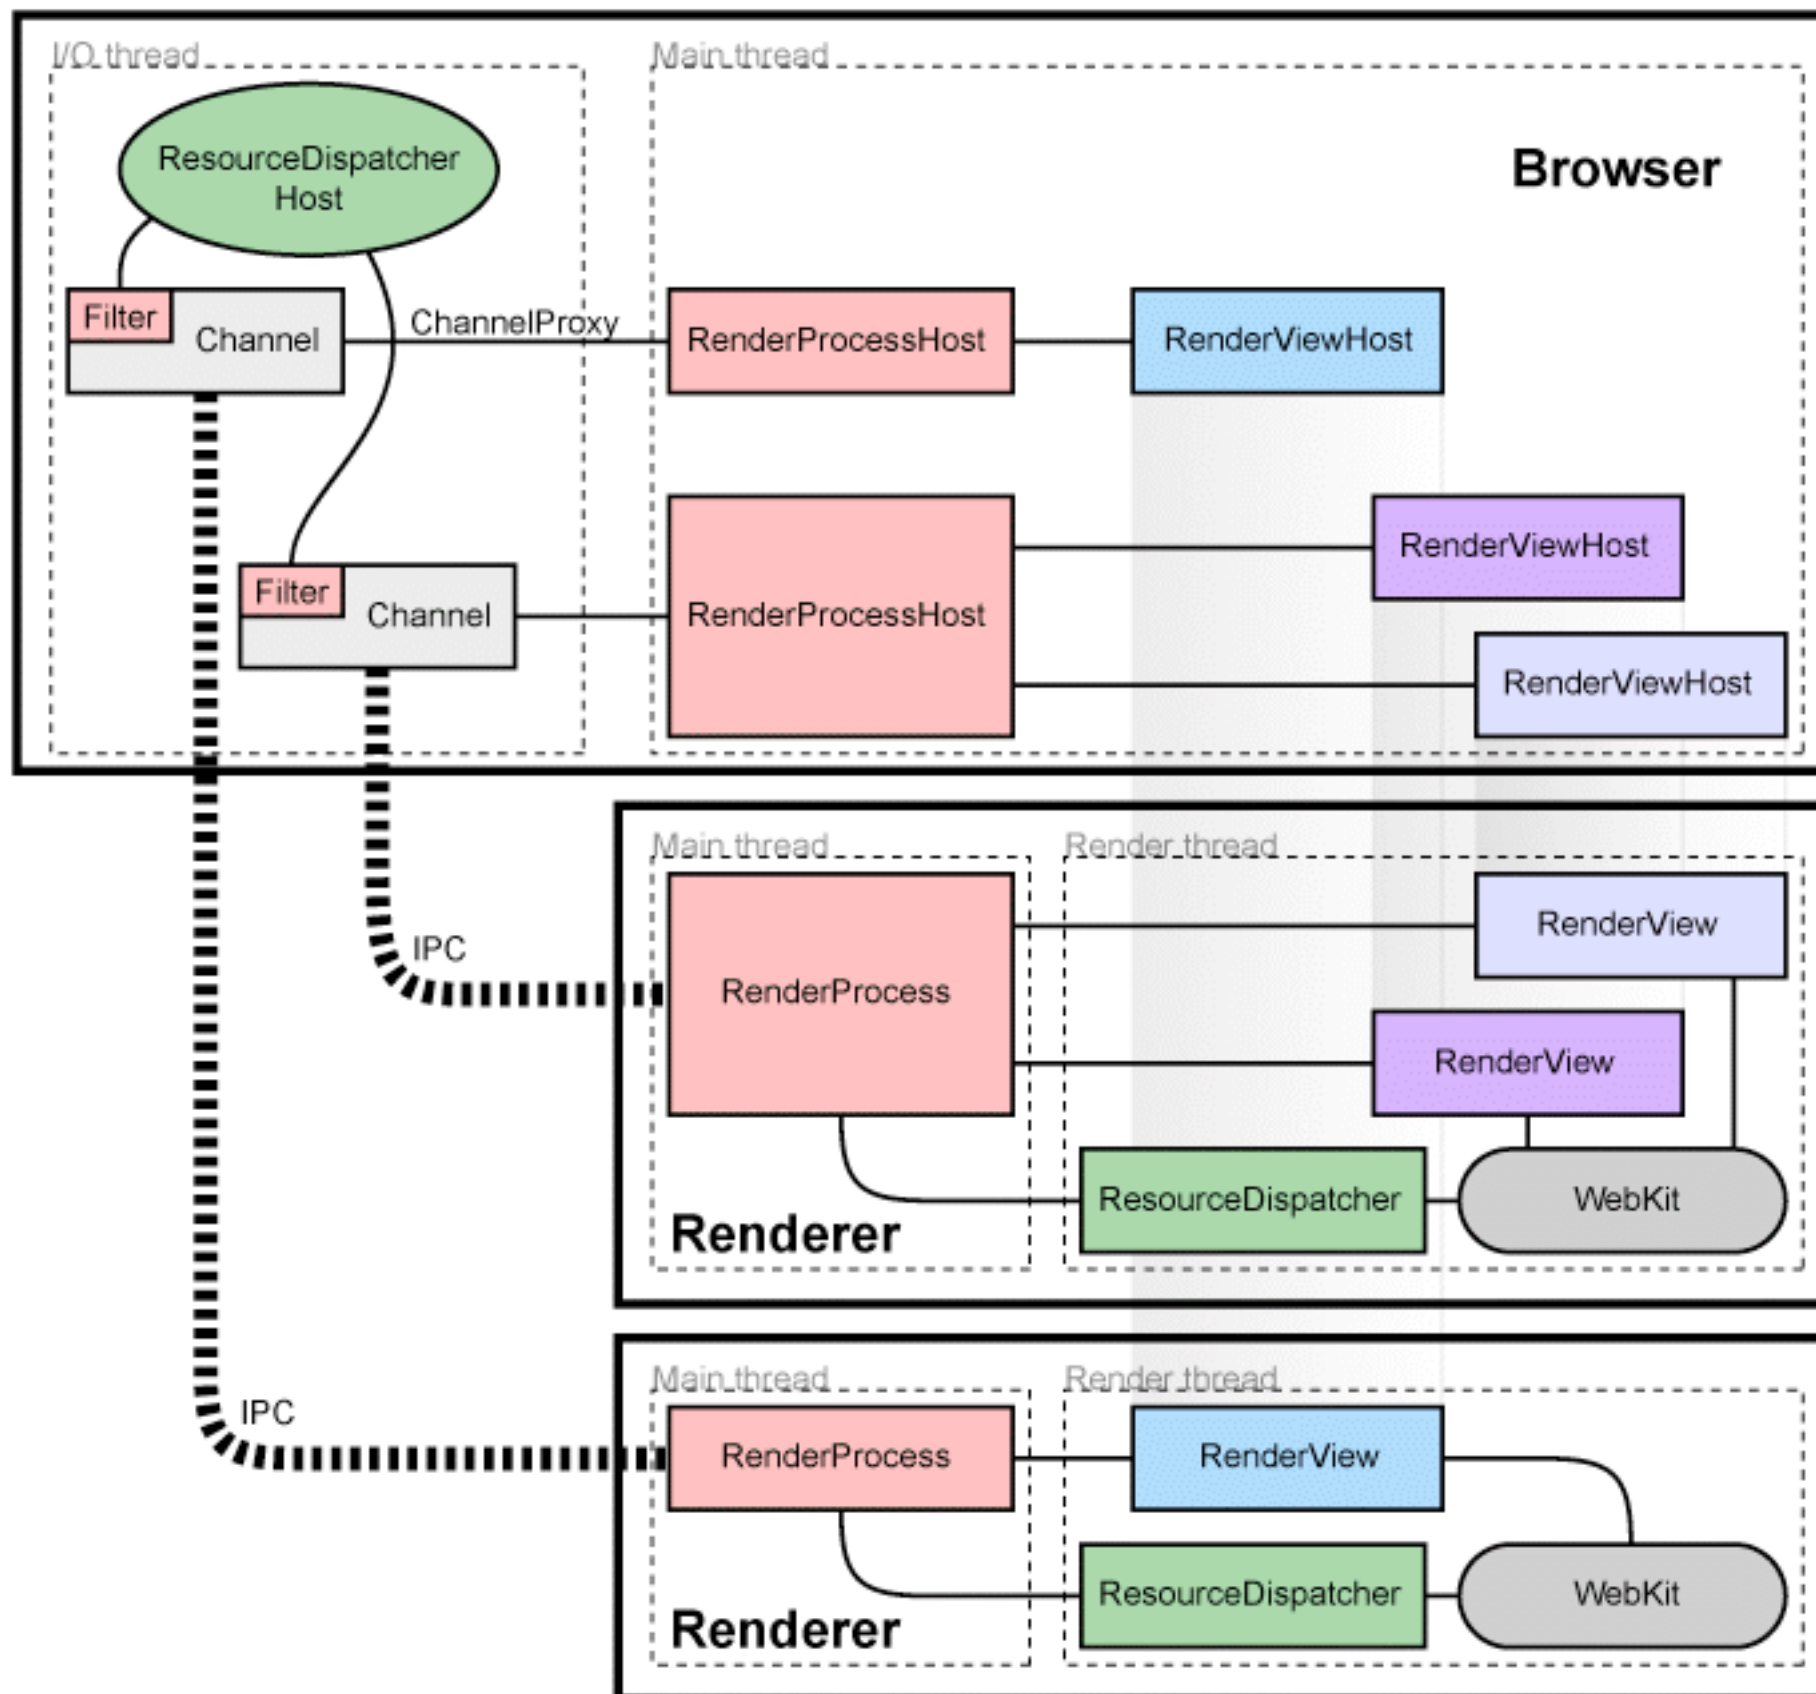 I/O thread
Main thread
Browser
ResourceDispatcher
Host
Filter
Channel
ChannelProxy
RenderProcessHost
RenderViewHost
RenderViewHost
Filter
Channel
RenderProcessHost
RenderViewHost
Main thread
Render thread
RenderView
IPC
RenderProcess
RenderView
ResourceDispatcher
WebKit
Renderer
Main thread
Render thread
IPC
RenderProcess
RenderView
ResourceDispatcher
WebKit
Renderer